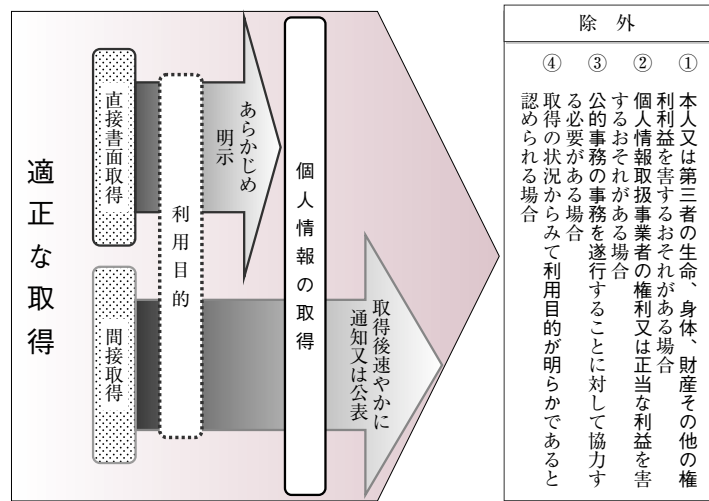 適正な取得
直接書面取得
間接取得
利用目的
あらかじめ
明示
個人情報の取得
取得後速やかに
通知又は公表
除外
① 本人又は第三者の生命、身体、財産その他の権
利利益を害するおそれがある場合
② 個人情報取扱事業者の権利又は正当な利益を害
するおそれがある場合
③ 公的事務の事務を遂行することに対して協力す
る必要がある場合
④ 取得の状況からみて利用目的が明らかであると
認められる場合